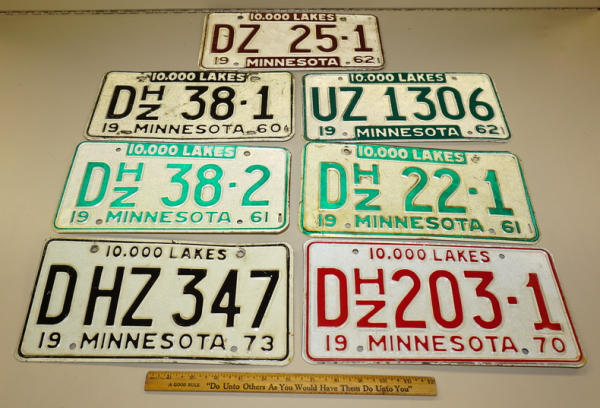 10,000 LAKES
DZ 25-1
19 MINNESOTA 62
10,000 LAKES
DHZ 38-1
19 MINNESOTA 60
10,000 LAKES
UZ 1306
19 MINNESOTA 62
10,000 LAKES
DHZ 38-2
19 MINNESOTA 61
10,000 LAKES
DHZ 22-1
19 MINNESOTA 61
10,000 LAKES
DHZ 347
19 MINNESOTA 73
10,000 LAKES
DHZ 203-1
19 MINNESOTA 70
A GOOD RULE "Do Unto Others As You Would Have Them Do Unto You"